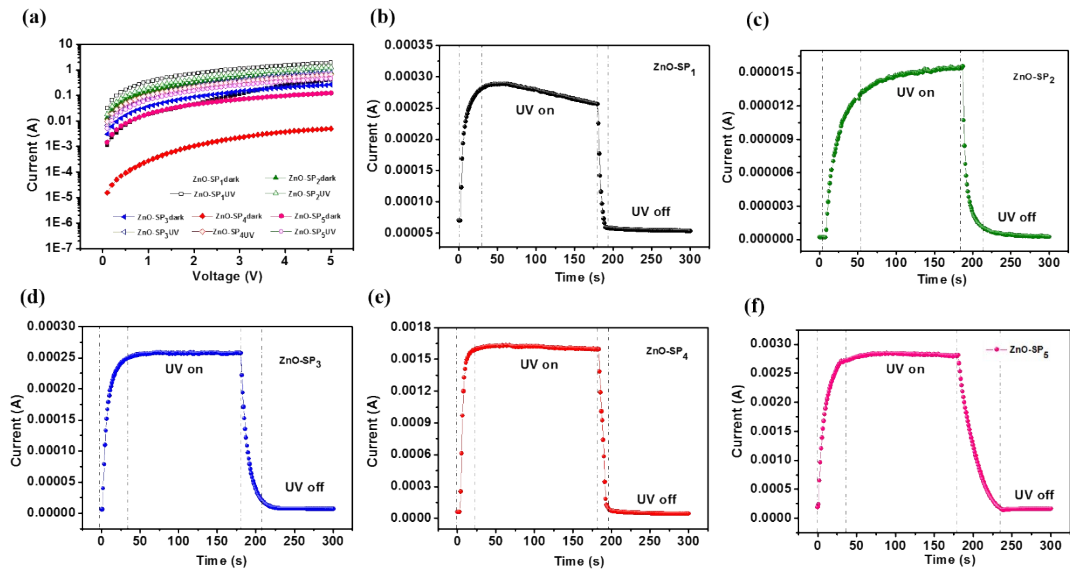 (a)
Current (A)
10
1
0.1
0.01
1E-3
1E-4
1E-5
1E-6
1E-7
ZnO-SP1dark
ZnO-SP2dark
ZnO-SP1UV
ZnO-SP2UV
ZnO-SP3dark
ZnO-SP4dark
ZnO-SP5dark
ZnO-SP3UV
ZnO-SP4UV
ZnO-SP5UV
0 1 2 3 4 5
Voltage (V)
(b)
Current (A)
0.00035
0.00030
0.00025
0.00020
0.00015
0.00010
0.00005
ZnO-SP1
UV on
UV off
0 50 100 150 200 250 300
Time (s)
(c)
Current (A)
0.000015
0.000012
0.000009
0.000006
0.000003
0.000000
ZnO-SP2
UV on
UV off
0 50 100 150 200 250 300
Time (s)
(d)
Current (A)
0.00030
0.00025
0.00020
0.00015
0.00010
0.00005
0.00000
ZnO-SP3
UV on
UV off
0 50 100 150 200 250 300
Time (s)
(e)
Current (A)
0.0018
0.0015
0.0012
0.0009
0.0006
0.0003
0.0000
ZnO-SP4
UV on
UV off
0 50 100 150 200 250 300
Time (s)
(f)
Current (A)
0.0030
0.0025
0.0020
0.0015
0.0010
0.0005
0.0000
ZnO-SP5
UV on
UV off
0 50 100 150 200 250 300
Time (s)